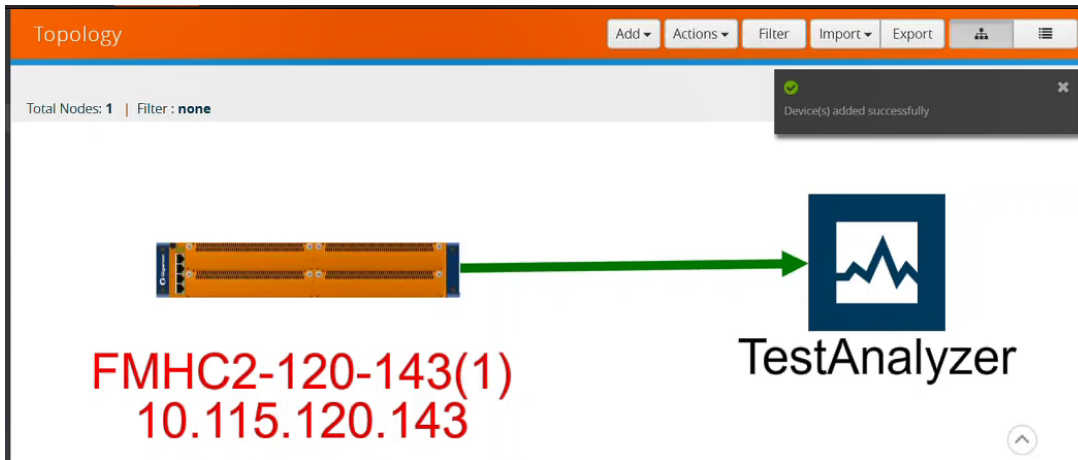 Topology
Add
Actions
Filter
Import
Export
Total Nodes: 1 | Filter : none
Device(s) added successfully
Gigamon
FMHC2-120-143(1)
10.115.120.143
TestAnalyzer